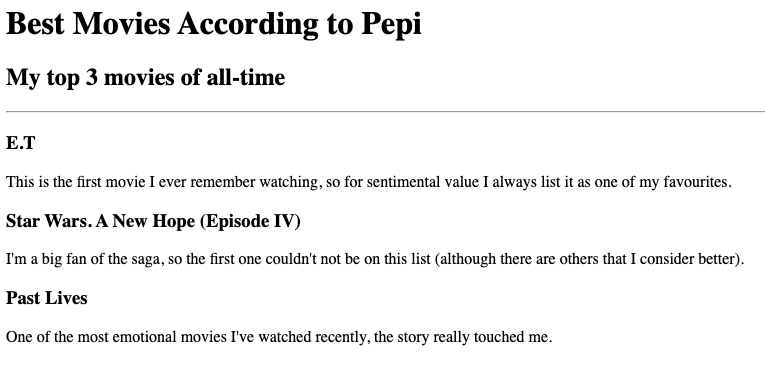 Best Movies According to Pepi
My top 3 movies of all-time
E.T
This is the first movie I ever remember watching, so for sentimental value I always list it as one of my favourites.
Star Wars. A New Hope (Episode IV)
I'm a big fan of the saga, so the first one couldn't not be on this list (although there are others that I consider better).
Past Lives
One of the most emotional movies I've watched recently, the story really touched me.